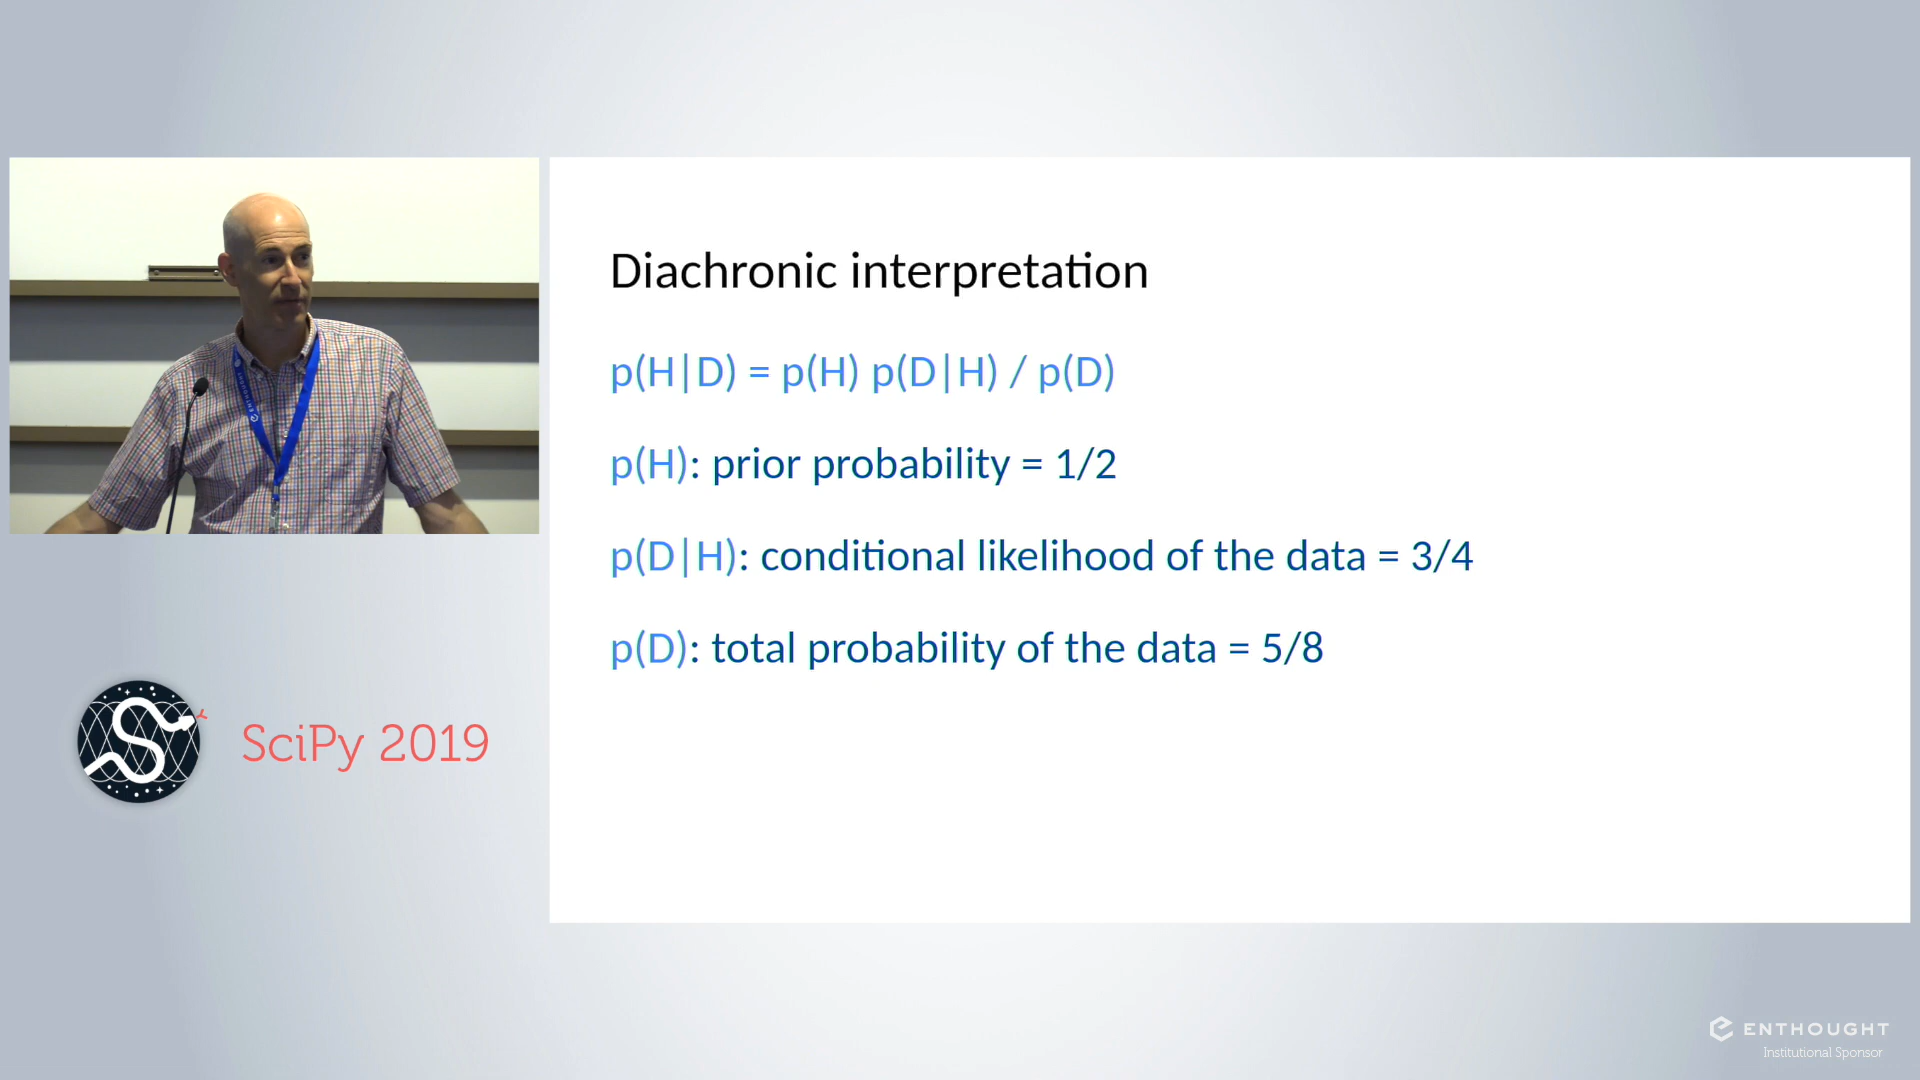 Diachronic interpretation
p(H|D) = p(H) p(D|H) / p(D)
p(H): prior probability = 1/2
p(D|H): conditional likelihood of the data = 3/4
p(D): total probability of the data = 5/8
ENTHOUGHT
SciPy 2019
ENTHOUGHT
Institutional Sponsor